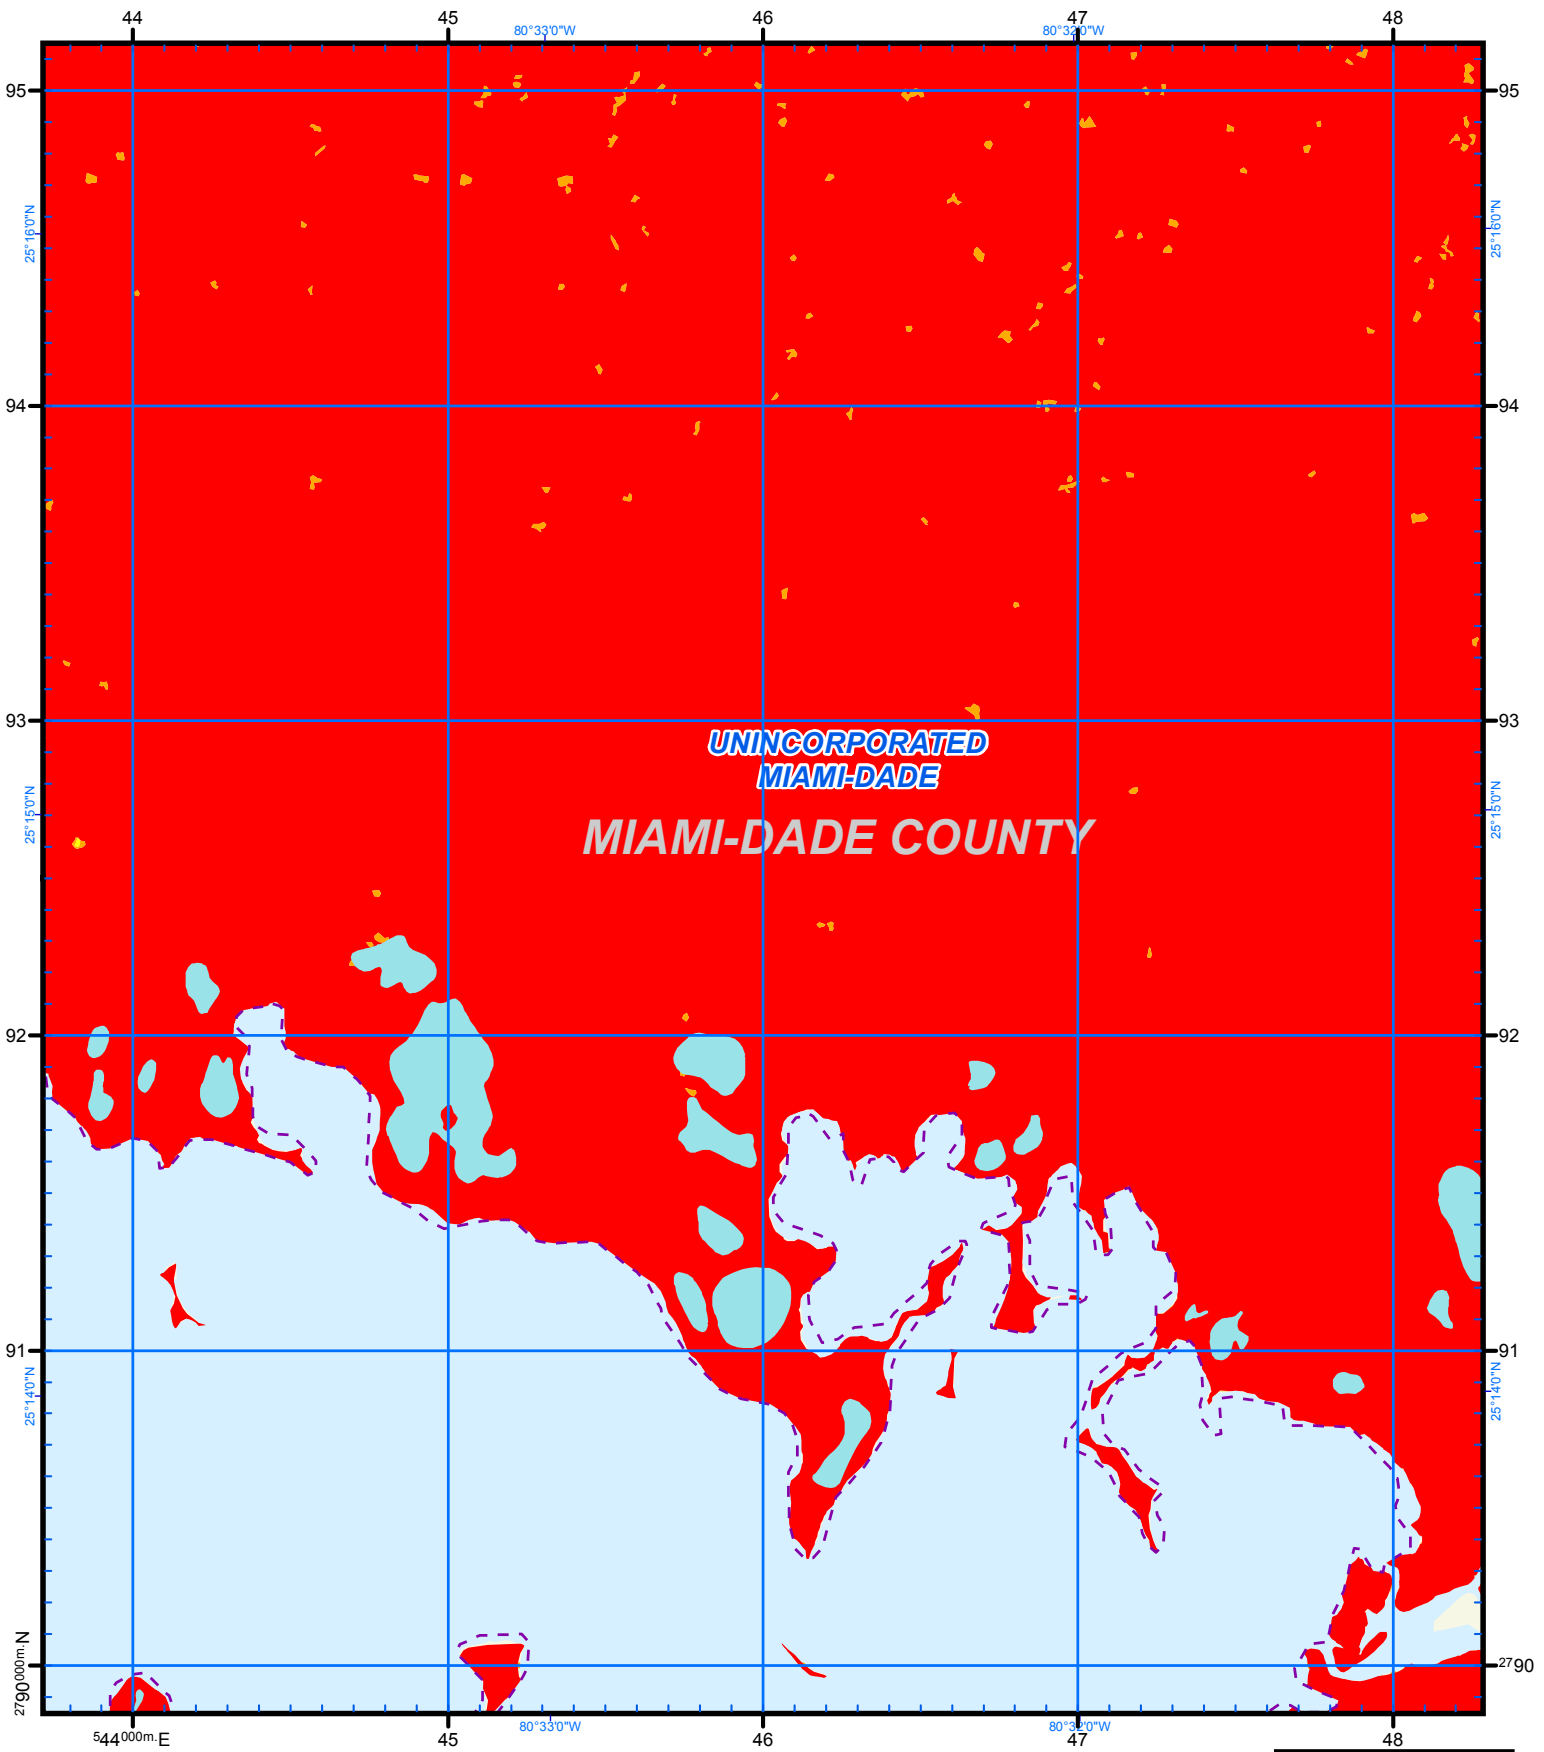 44 45 46 47 48
80°33'0"W 80°32'0"W
95 95
25°16'0"N 25°16'0"N
94 94
93 93
UNINCORPORATED
MIAMI-DADE
MIAMI-DADE COUNTY
25°15'0"N 25°15'0"N
92 92
91 91
25°14'0"N 25°14'0"N
2790000m.N 2790
80°33'0"W 80°32'0"W
544000m.E 45 46 47 48